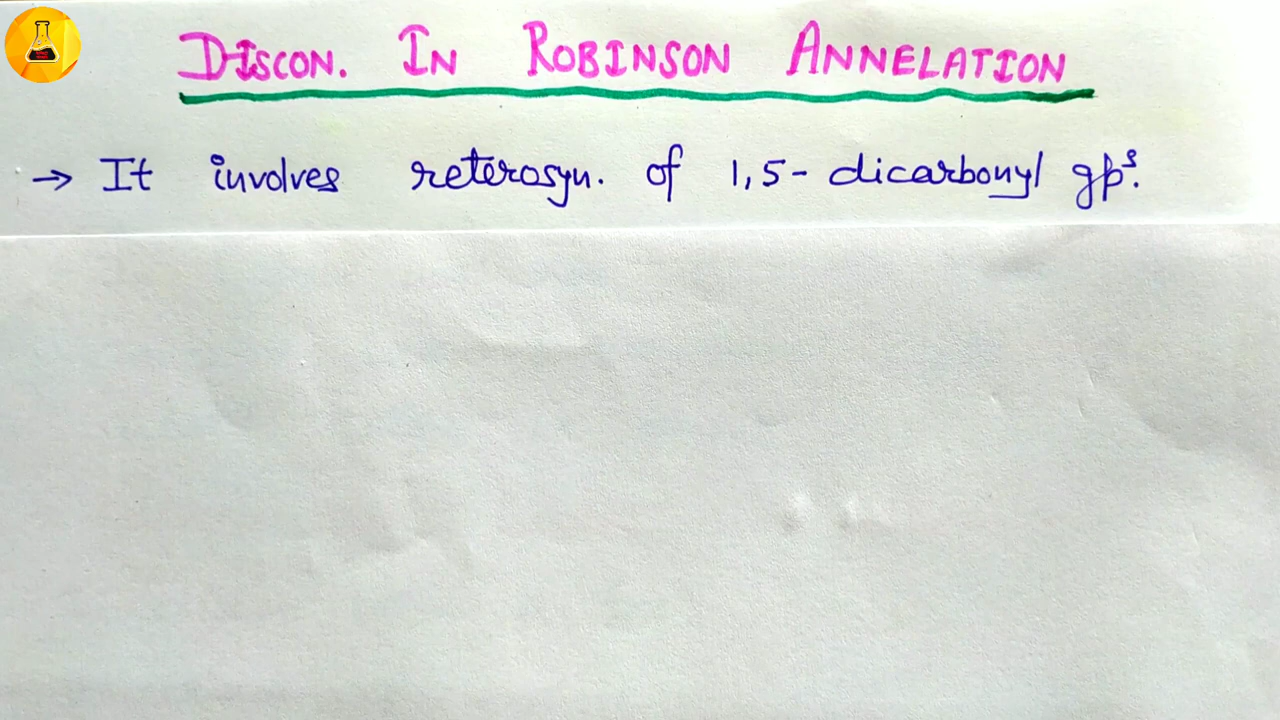 DISCON. IN ROBINSON ANNELATION
→ It involves reterosyn. of 1,5- dicarbonyl gps.